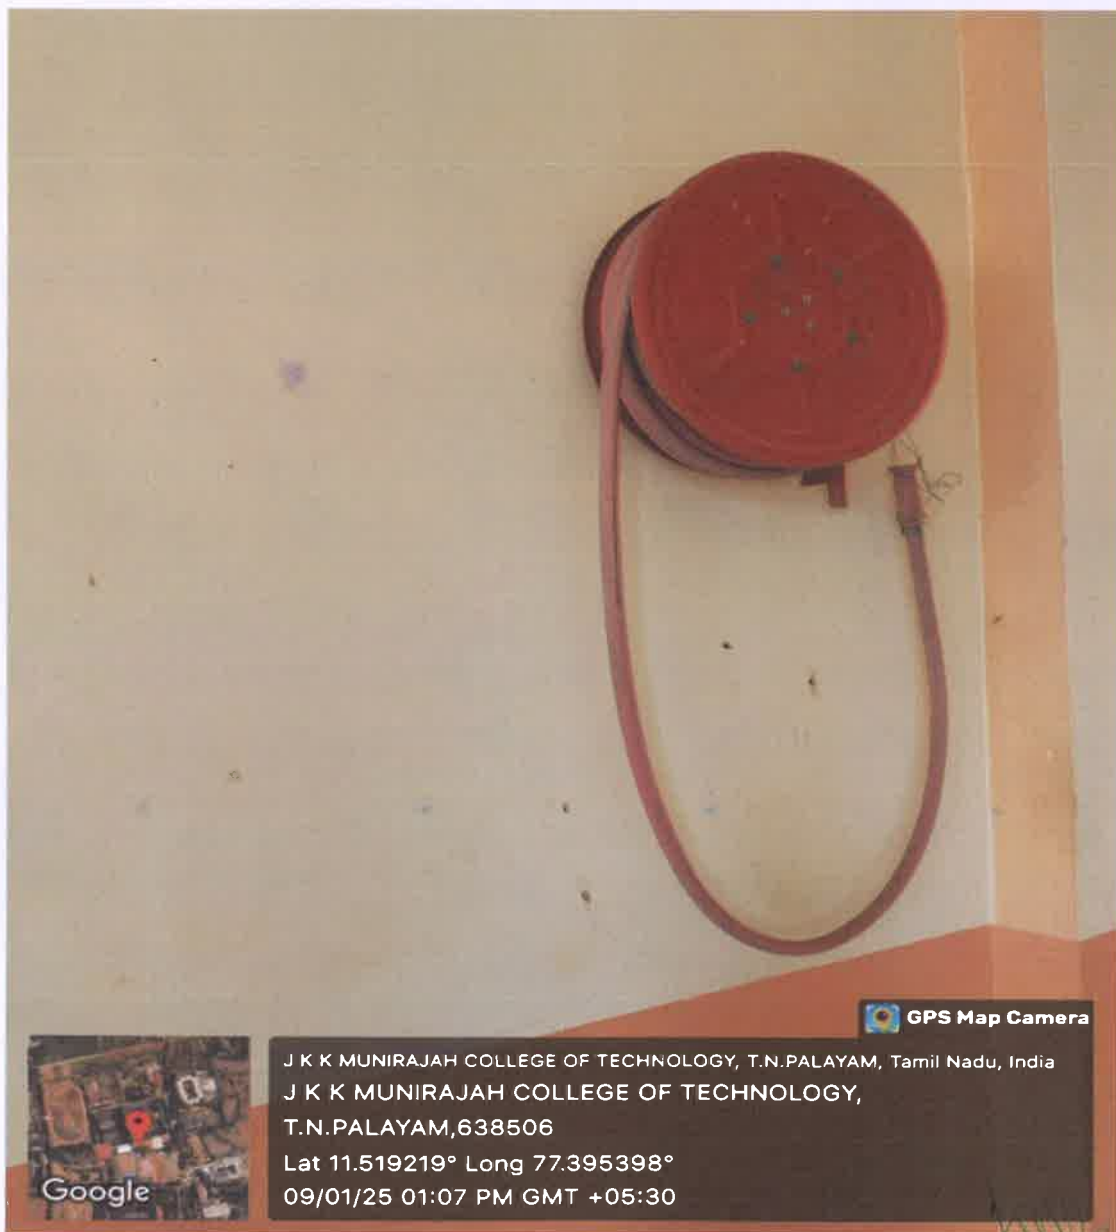 GPS Map Camera
J K K MUNIRAJAH COLLEGE OF TECHNOLOGY, T.N.PALAYAM, Tamil Nadu, India
J K K MUNIRAJAH COLLEGE OF TECHNOLOGY,
T.N.PALAYAM,638506
Lat 11.519219° Long 77.395398°
09/01/25 01:07 PM GMT +05:30
Google